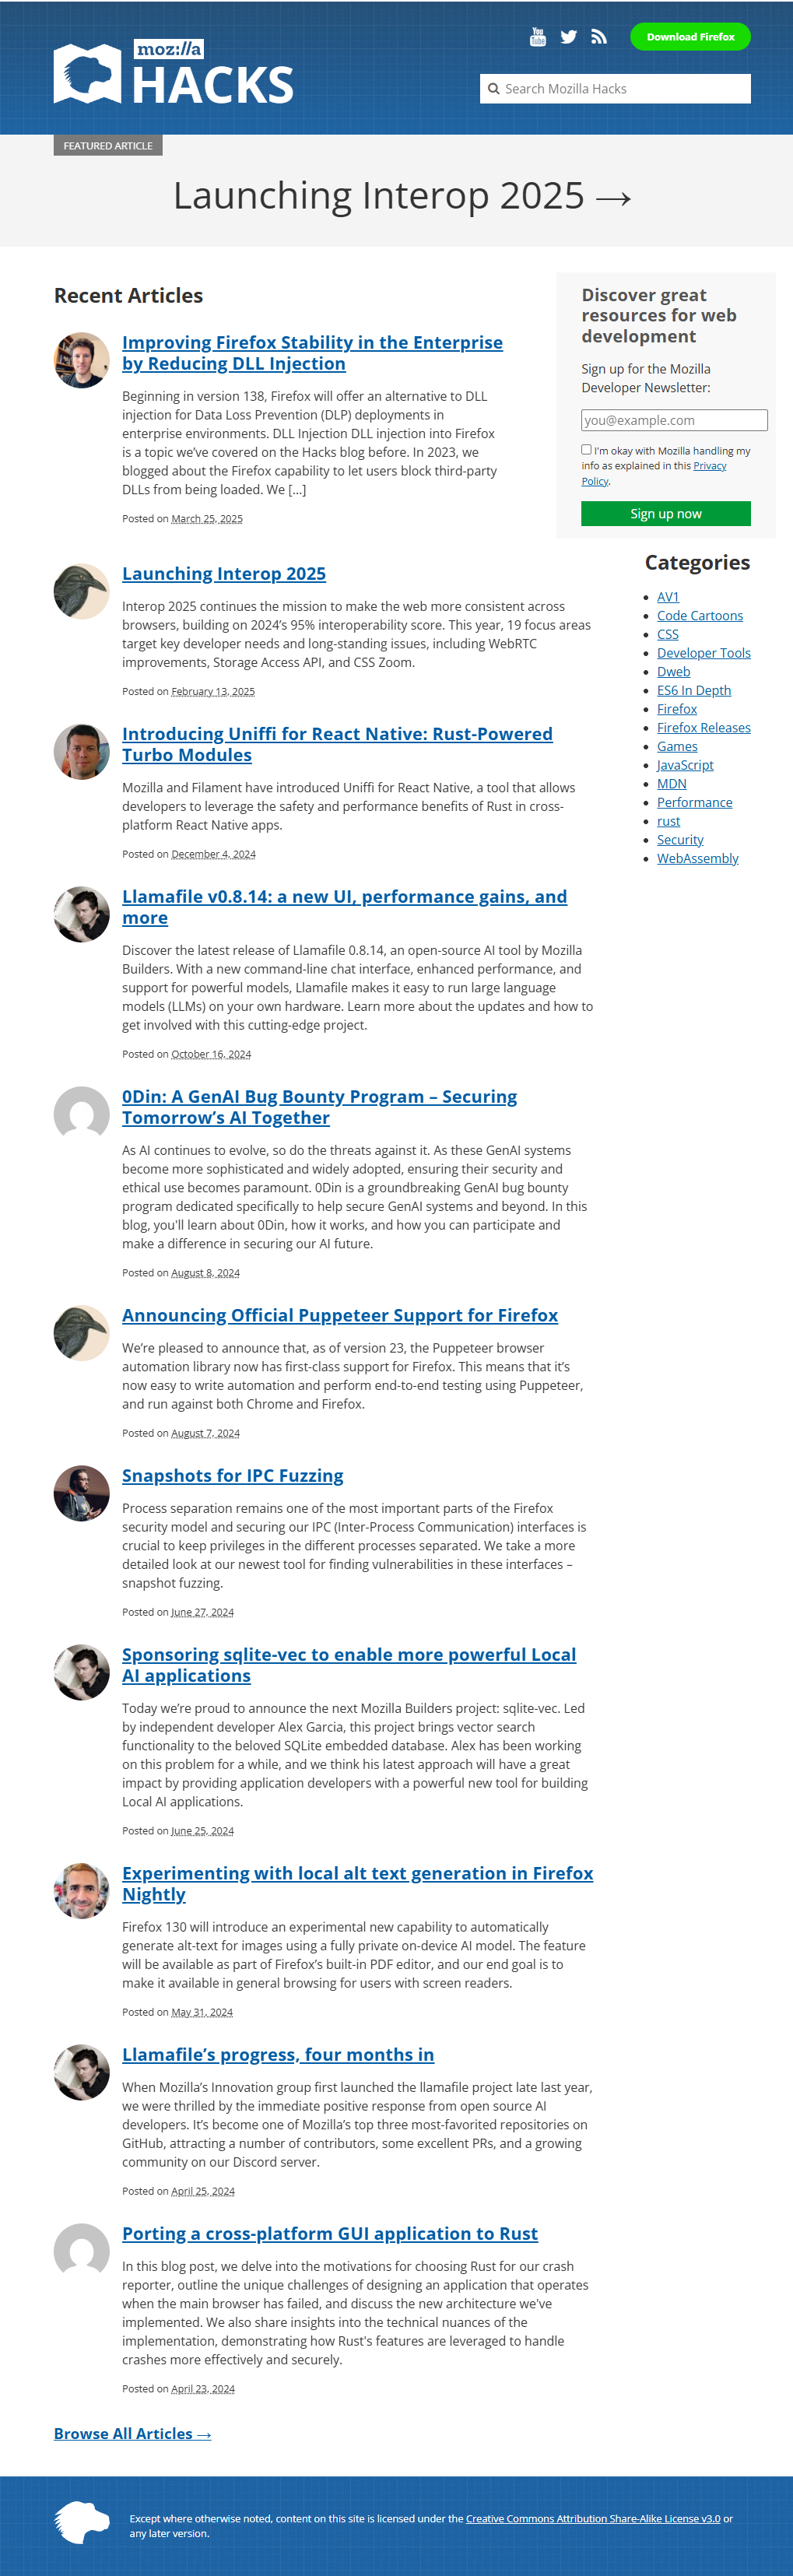 moz://a
HACKS
You
Tube
Download Firefox
Search Mozilla Hacks
FEATURED ARTICLE
Launching Interop 2025 →
Recent Articles
Improving Firefox Stability in the Enterprise
by Reducing DLL Injection
Beginning in version 138, Firefox will offer an alternative to DLL
injection for Data Loss Prevention (DLP) deployments in
enterprise environments. DLL Injection DLL injection into Firefox
is a topic we’ve covered on the Hacks blog before. In 2023, we
blogged about the Firefox capability to let users block third-party
DLLs from being loaded. We […]
Posted on March 25, 2025
Discover great
resources for web
development
Sign up for the Mozilla
Developer Newsletter:
you@example.com
I'm okay with Mozilla handling my
info as explained in this Privacy
Policy.
Sign up now
Launching Interop 2025
Interop 2025 continues the mission to make the web more consistent across
browsers, building on 2024’s 95% interoperability score. This year, 19 focus areas
target key developer needs and long-standing issues, including WebRTC
improvements, Storage Access API, and CSS Zoom.
Posted on February 13, 2025
Introducing Uniffi for React Native: Rust-Powered
Turbo Modules
Mozilla and Filament have introduced Uniffi for React Native, a tool that allows
developers to leverage the safety and performance benefits of Rust in cross-
platform React Native apps.
Posted on December 4, 2024
Llamafile v0.8.14: a new UI, performance gains, and
more
Discover the latest release of Llamafile 0.8.14, an open-source AI tool by Mozilla
Builders. With a new command-line chat interface, enhanced performance, and
support for powerful models, Llamafile makes it easy to run large language
models (LLMs) on your own hardware. Learn more about the updates and how to
get involved with this cutting-edge project.
Posted on October 16, 2024
0Din: A GenAI Bug Bounty Program – Securing
Tomorrow’s AI Together
As AI continues to evolve, so do the threats against it. As these GenAI systems
become more sophisticated and widely adopted, ensuring their security and
ethical use becomes paramount. 0Din is a groundbreaking GenAI bug bounty
program dedicated specifically to help secure GenAI systems and beyond. In this
blog, you'll learn about 0Din, how it works, and how you can participate and
make a difference in securing our AI future.
Posted on August 8, 2024
Announcing Official Puppeteer Support for Firefox
We’re pleased to announce that, as of version 23, the Puppeteer browser
automation library now has first-class support for Firefox. This means that it’s
now easy to write automation and perform end-to-end testing using Puppeteer,
and run against both Chrome and Firefox.
Posted on August 7, 2024
Snapshots for IPC Fuzzing
Process separation remains one of the most important parts of the Firefox
security model and securing our IPC (Inter-Process Communication) interfaces is
crucial to keep privileges in the different processes separated. We take a more
detailed look at our newest tool for finding vulnerabilities in these interfaces –
snapshot fuzzing.
Posted on June 27, 2024
Sponsoring sqlite-vec to enable more powerful Local
AI applications
Today we’re proud to announce the next Mozilla Builders project: sqlite-vec. Led
by independent developer Alex Garcia, this project brings vector search
functionality to the beloved SQLite embedded database. Alex has been working
on this problem for a while, and we think his latest approach will have a great
impact by providing application developers with a powerful new tool for building
Local AI applications.
Posted on June 25, 2024
Experimenting with local alt text generation in Firefox
Nightly
Firefox 130 will introduce an experimental new capability to automatically
generate alt-text for images using a fully private on-device AI model. The feature
will be available as part of Firefox’s built-in PDF editor, and our end goal is to
make it available in general browsing for users with screen readers.
Posted on May 31, 2024
Llamafile’s progress, four months in
When Mozilla’s Innovation group first launched the llamafile project late last year,
we were thrilled by the immediate positive response from open source AI
developers. It’s become one of Mozilla’s top three most-favorited repositories on
GitHub, attracting a number of contributors, some excellent PRs, and a growing
community on our Discord server.
Posted on April 25, 2024
Porting a cross-platform GUI application to Rust
In this blog post, we delve into the motivations for choosing Rust for our crash
reporter, outline the unique challenges of designing an application that operates
when the main browser has failed, and discuss the new architecture we've
implemented. We also share insights into the technical nuances of the
implementation, demonstrating how Rust's features are leveraged to handle
crashes more effectively and securely.
Posted on April 23, 2024
Browse All Articles →
Categories
AV1
Code Cartoons
CSS
Developer Tools
Dweb
ES6 In Depth
Firefox
Firefox Releases
Games
JavaScript
MDN
Performance
rust
Security
WebAssembly
Except where otherwise noted, content on this site is licensed under the Creative Commons Attribution Share-Alike License v3.0 or
any later version.